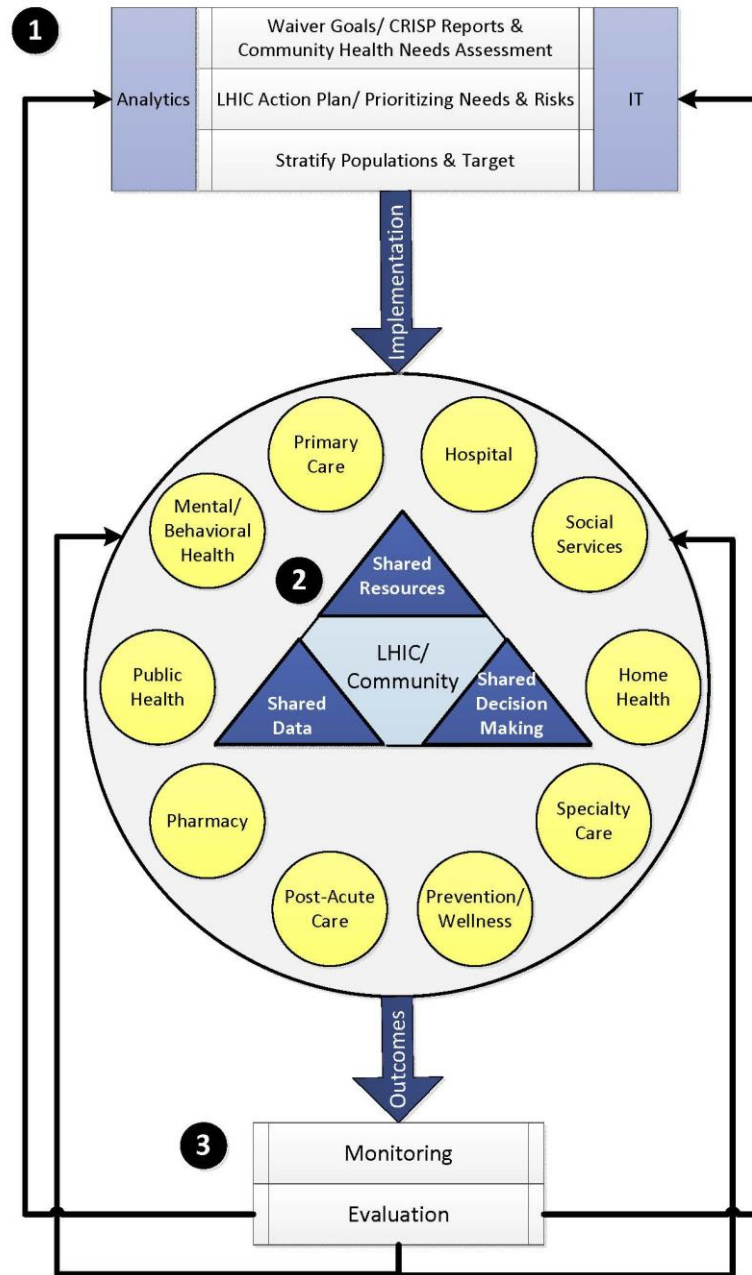 1
Waiver Goals/ CRISP Reports &
Community Health Needs Assessment
Analytics
LHIC Action Plan/ Prioritizing Needs & Risks
IT
Stratify Populations & Target
Implementation
Primary
Care
Hospital
Mental/
Behavioral
Health
Social
Services
2
Shared
Resources
LHIC/
Community
Public
Health
Shared
Data
Shared
Decision
Making
Home
Health
Pharmacy
Specialty
Care
Post-Acute
Care
Prevention/
Wellness
Outcomes
3
Monitoring
Evaluation